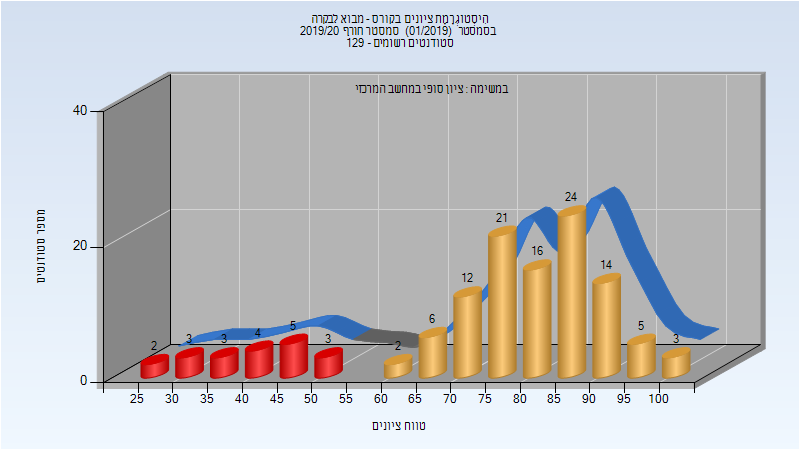 היסטוגרמת ציונים בקורס - מבוא לבקרה
בסמסטר (01/2019) סמסטר חורף 2019/20
סטודנטים רשומים - 129
במשימה : ציון סופי במחשב המרכזי
מספר סטודנטים
40
20
0
2
3
3
4
5
3
2
6
12
21
16
24
14
5
3
25 30 35 40 45 50 55 60 65 70 75 80 85 90 95 100
טווח ציונים